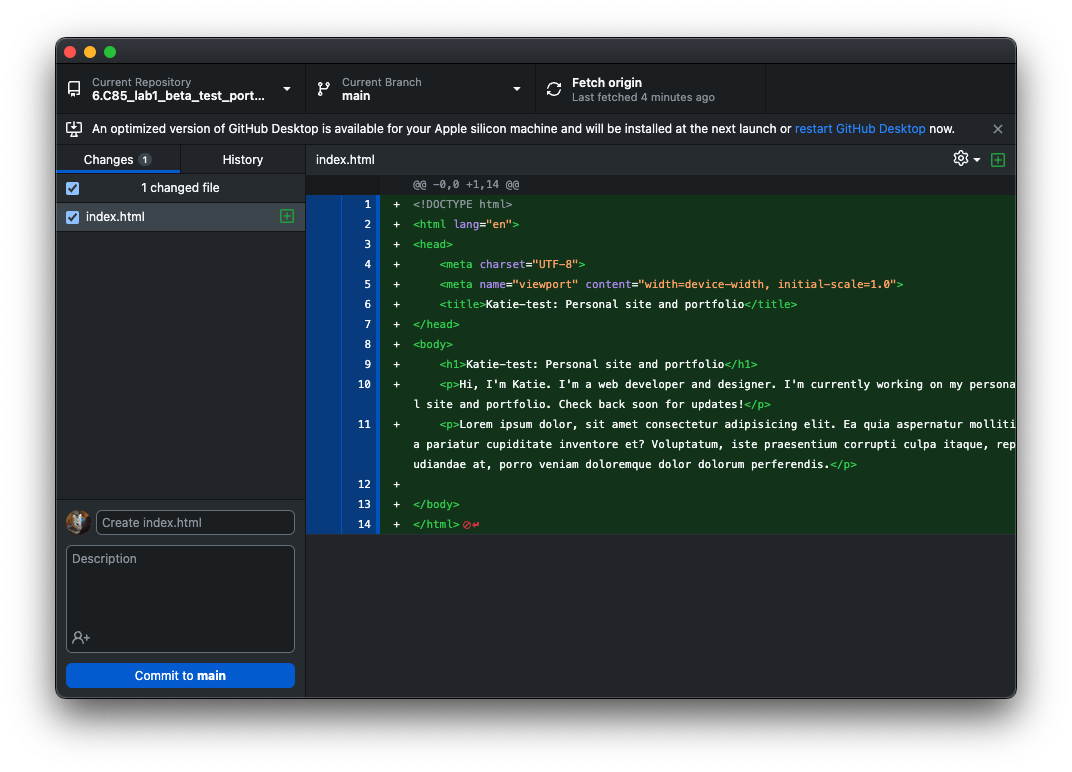 Current Repository
6.C85_lab1_beta_test_port...
Current Branch
main
Fetch origin
Last fetched 4 minutes ago
An optimized version of GitHub Desktop is available for your Apple silicon machine and will be installed at the next launch or restart GitHub Desktop now.
Changes 1
History
index.html
1 changed file
index.html
@@ -0,0 +1,14 @@
1 + <!DOCTYPE html>
2 + <html lang="en">
3 + <head>
4 + <meta charset="UTF-8">
5 + <meta name="viewport" content="width=device-width, initial-scale=1.0">
6 + <title>Katie-test: Personal site and portfolio</title>
7 + </head>
8 + <body>
9 + <h1>Katie-test: Personal site and portfolio</h1>
10 + <p>Hi, I'm Katie. I'm a web developer and designer. I'm currently working on my persona
l site and portfolio. Check back soon for updates!</p>
11 + <p>Lorem ipsum dolor, sit amet consectetur adipisicing elit. Ea quia aspernatur molliti
a pariatur cupiditate inventore et? Voluptatum, iste praesentium corrupti culpa itaque, rep
udiandae at, porro veniam doloremque dolor dolorum perferendis.</p>
12 +
13 + </body>
14 + </html>
Create index.html
Description
Commit to main